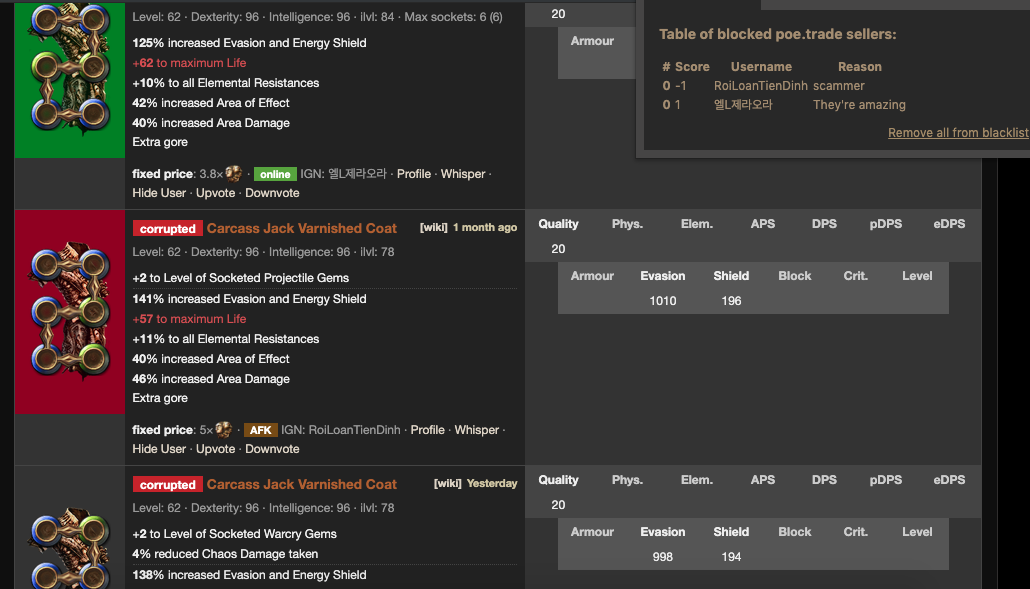 Level: 62 · Dexterity: 96 · Intelligence: 96 · ilvl: 84 · Max sockets: 6 (6)
125% increased Evasion and Energy Shield
+62 to maximum Life
+10% to all Elemental Resistances
42% increased Area of Effect
40% increased Area Damage
Extra gore
fixed price: 3.8× · online IGN: 엘L제라오라 · Profile · Whisper ·
Hide User · Upvote · Downvote
20
Armour
Table of blocked poe.trade sellers:
# Score Username Reason
0 -1 RoiLoanTienDinh scammer
0 1 엘L제라오라 They're amazing
Remove all from blacklist
corrupted Carcass Jack Varnished Coat [wiki] 1 month ago
Level: 62 · Dexterity: 96 · Intelligence: 96 · ilvl: 78
+2 to Level of Socketed Projectile Gems
141% increased Evasion and Energy Shield
+57 to maximum Life
+11% to all Elemental Resistances
40% increased Area of Effect
46% increased Area Damage
Extra gore
fixed price: 5× · AFK IGN: RoiLoanTienDinh · Profile · Whisper ·
Hide User · Upvote · Downvote
Quality Phys. Elem. APS DPS pDPS eDPS
20
Armour Evasion Shield Block Crit. Level
1010 196
corrupted Carcass Jack Varnished Coat [wiki] Yesterday
Level: 62 · Dexterity: 96 · Intelligence: 96 · ilvl: 78
+2 to Level of Socketed Warcry Gems
4% reduced Chaos Damage taken
138% increased Evasion and Energy Shield
Quality Phys. Elem. APS DPS pDPS eDPS
20
Armour Evasion Shield Block Crit. Level
998 194